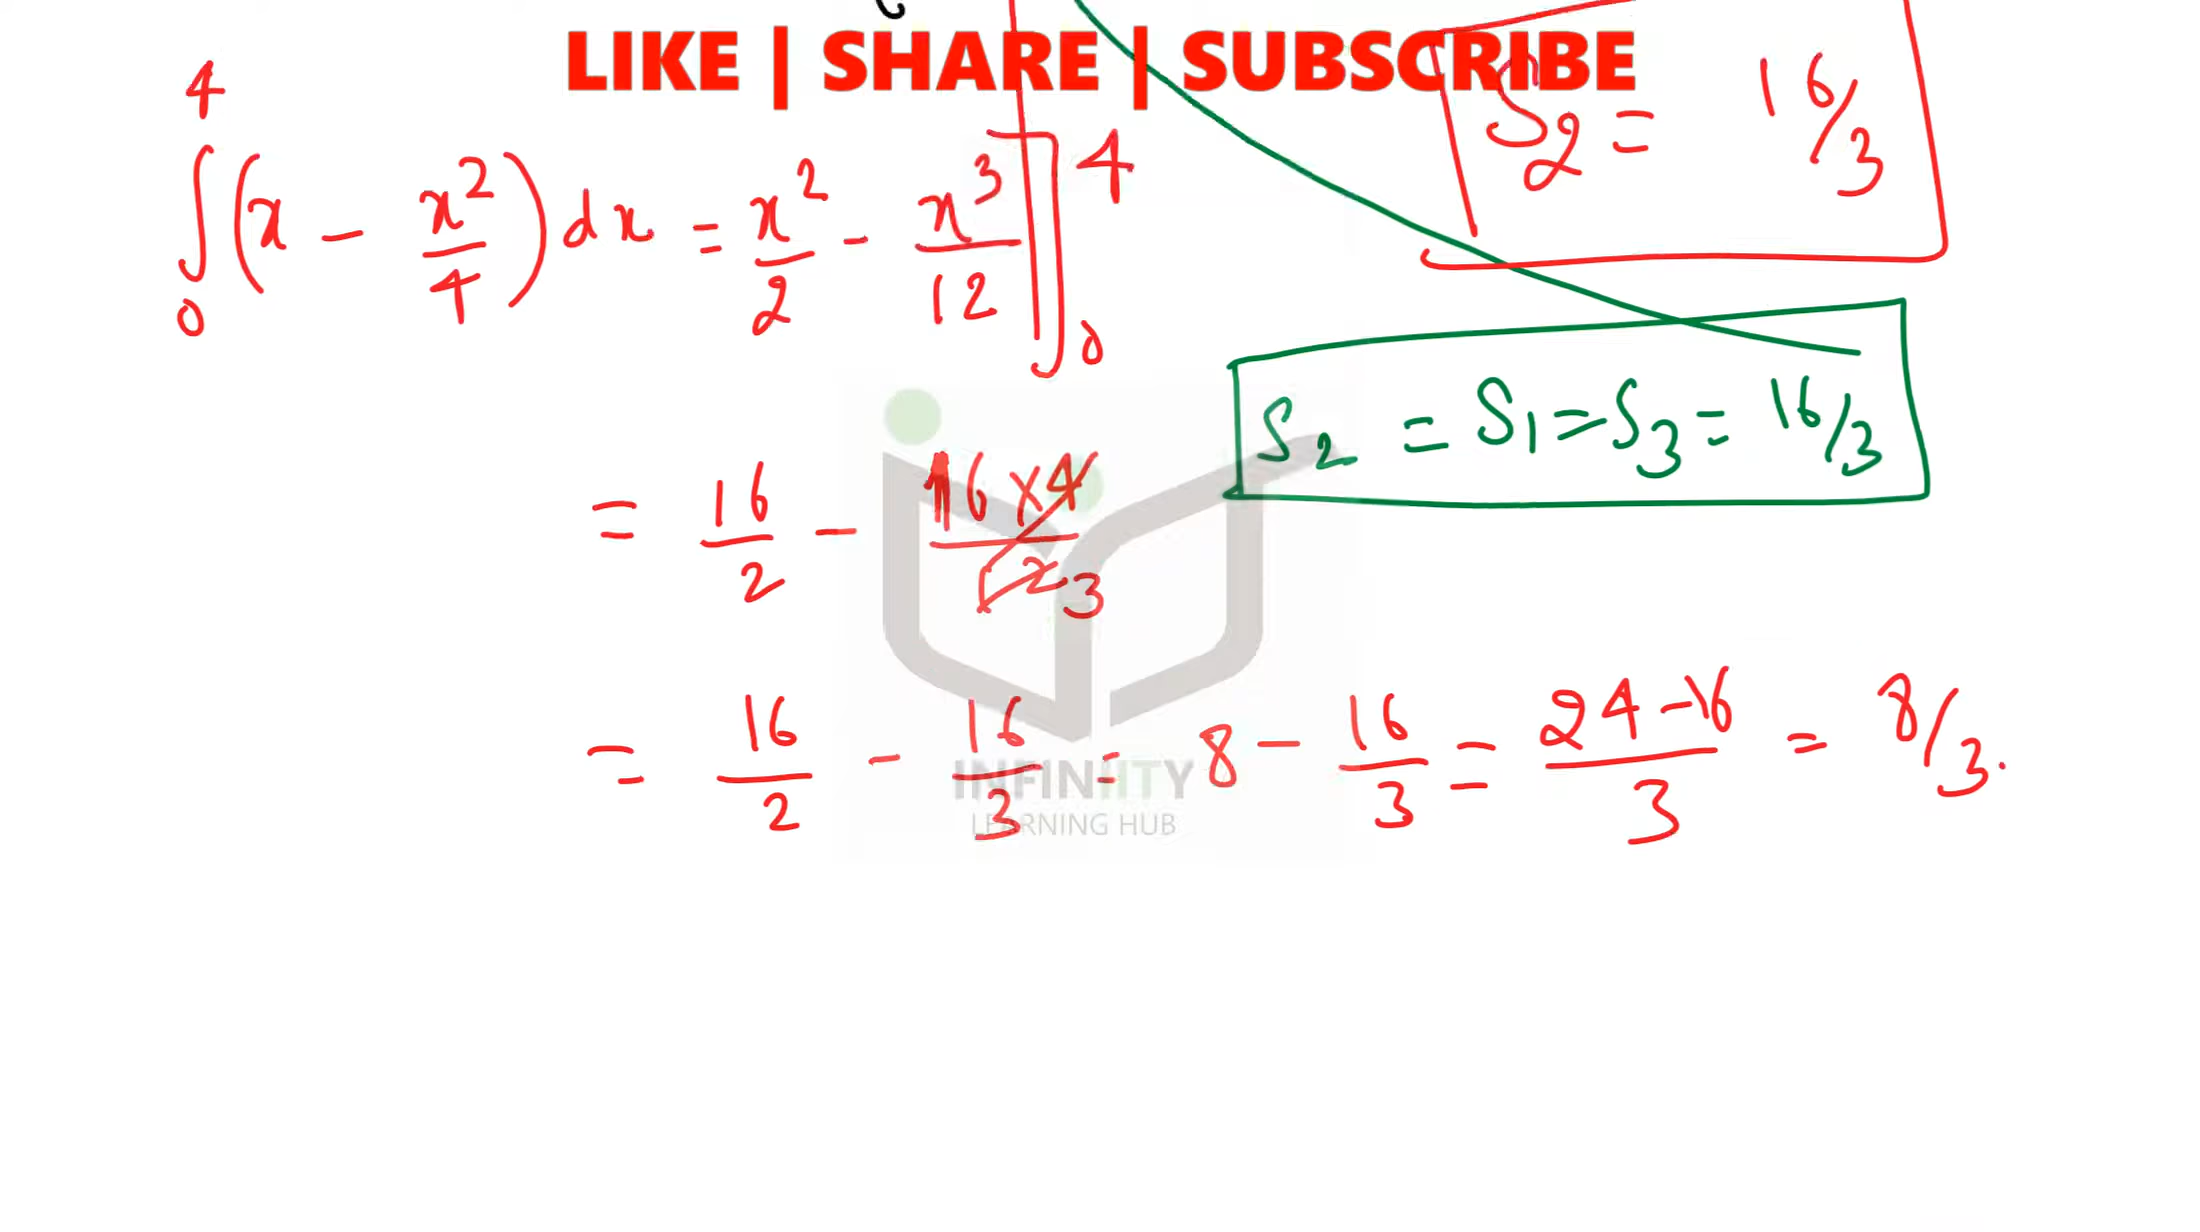 LIKE | SHARE | SUBSCRIBE
S2 = 16/3
∫₀⁴ (x − x²/4) dx = x²/2 − x³/12 ]₀⁴
S2 = S1 = S3 = 16/3
= 16/2 − 16×4/12 3
= 16/2 − 16/3 = 8 − 16/3 = 24−16/3 = 8/3.
INFINIITY
LEARNING HUB